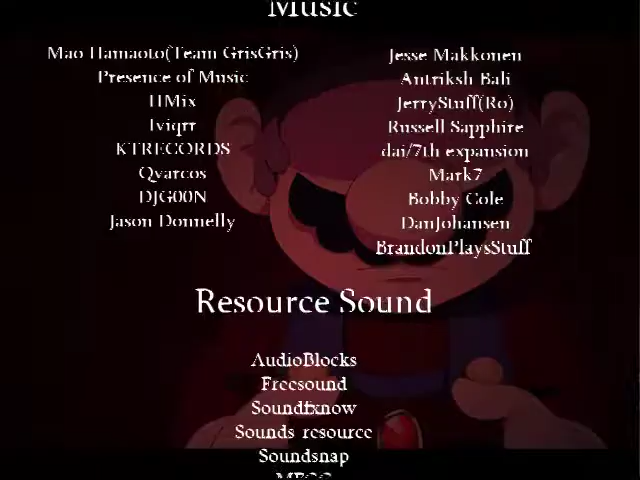 Music
Mao Hamaoto(Team GrisGris)
Presence of Music
HMix
Iviqrr
KTRECORDS
Qvarcos
DJG00N
Jason Donnelly
Jesse Makkonen
Antriksh Bali
JerryStuff(Ro)
Russell Sapphire
dai/7th expansion
Mark7
Bobby Cole
DanJohansen
BrandonPlaysStuff
Resource Sound
AudioBlocks
Freesound
Soundfxnow
Sounds resource
Soundsnap